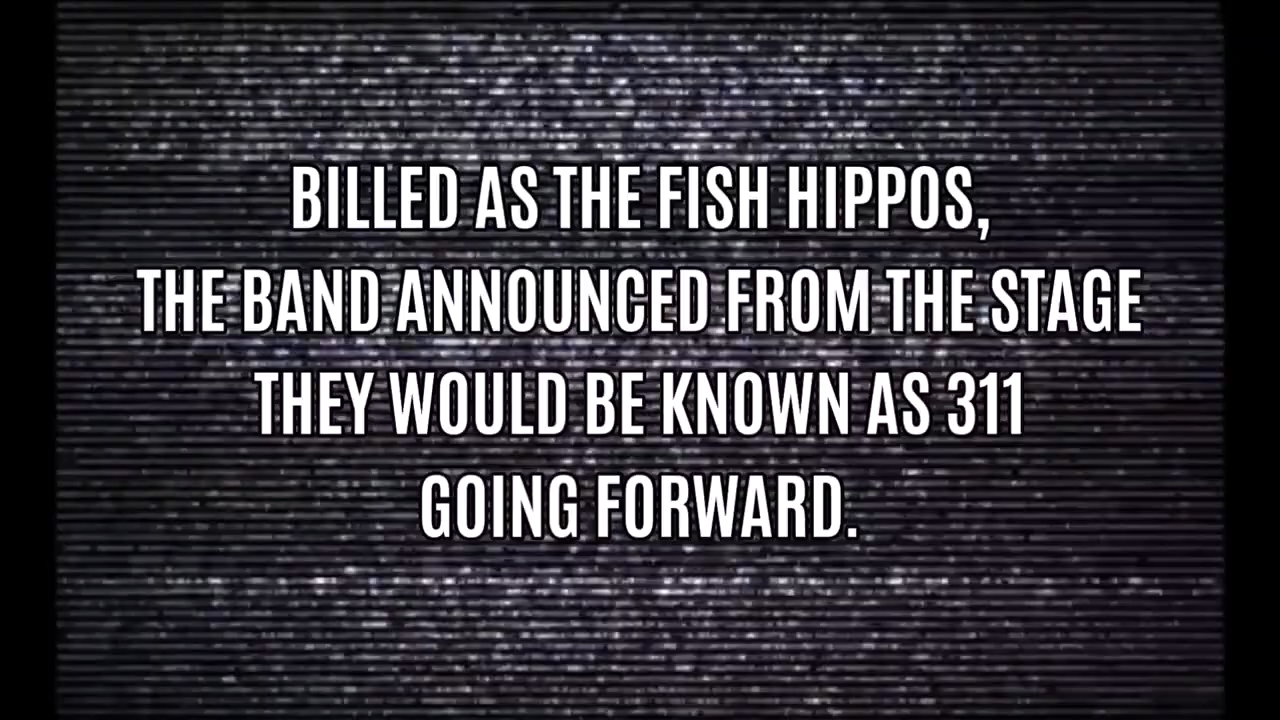 BILLED AS THE FISH HIPPOS,
THE BAND ANNOUNCED FROM THE STAGE
THEY WOULD BE KNOWN AS 311
GOING FORWARD.